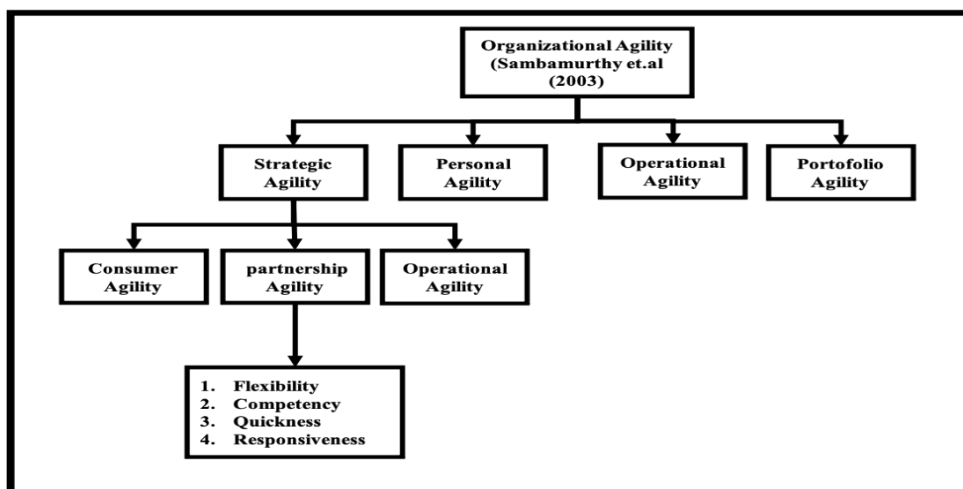 Organizational Agility
(Sambamurthy et.al
(2003)
Strategic
Agility
Personal
Agility
Operational
Agility
Portofolio
Agility
Consumer
Agility
partnership
Agility
Operational
Agility
1. Flexibility
2. Competency
3. Quickness
4. Responsiveness